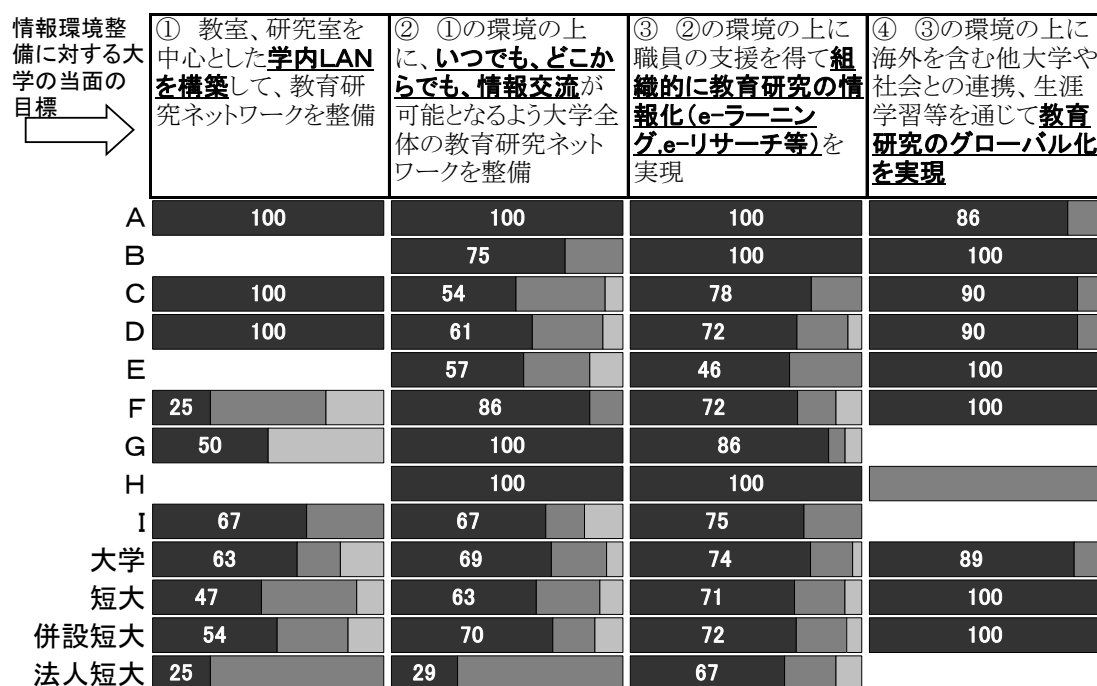 情報環境整
備に対する大
学の当面の
目標
① 教室、研究室を
中心とした学内LAN
を構築して、教育研
究ネットワークを整備
② ①の環境の上
に、いつでも、どこか
らでも、情報交流が
可能となるよう大学全
体の教育研究ネット
ワークを整備
③ ②の環境の上に
職員の支援を得て組
織的に教育研究の情
報化(e-ラーニン
グ,e-リサーチ等)を
実現
④ ③の環境の上に
海外を含む他大学や
社会との連携、生涯
学習等を通じて教育
研究のグローバル化
を実現
A 100 100 100 86
B 75 100 100
C 100 54 78 90
D 100 61 72 90
E 57 46 100
F 25 86 72 100
G 50 100 86
H 100 100
I 67 67 75
大学 63 69 74 89
短大 47 63 71 100
併設短大 54 70 72 100
法人短大 25 29 67